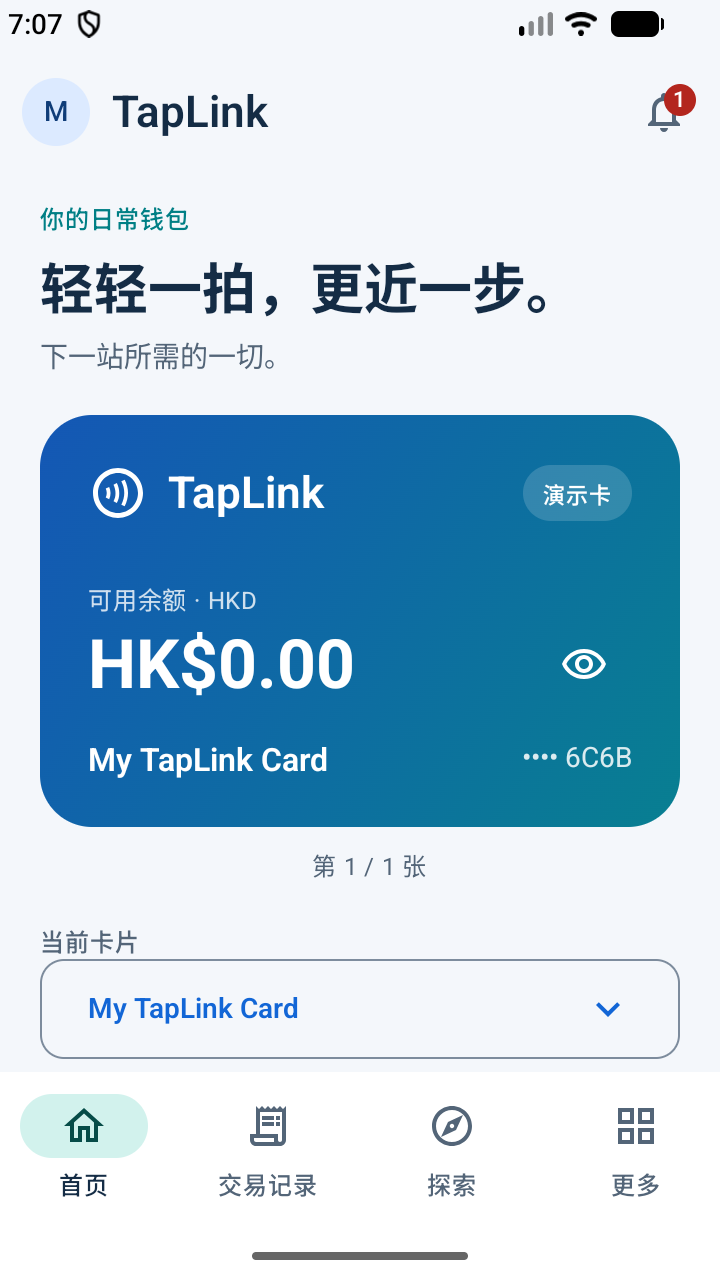 7:07
M
TapLink
1
你的日常钱包
轻轻一拍，更近一步。
下一站所需的一切。
TapLink
演示卡
可用余额 · HKD
HK$0.00
My TapLink Card
•••• 6C6B
第 1 / 1 张
当前卡片
My TapLink Card
首页
交易记录
探索
更多